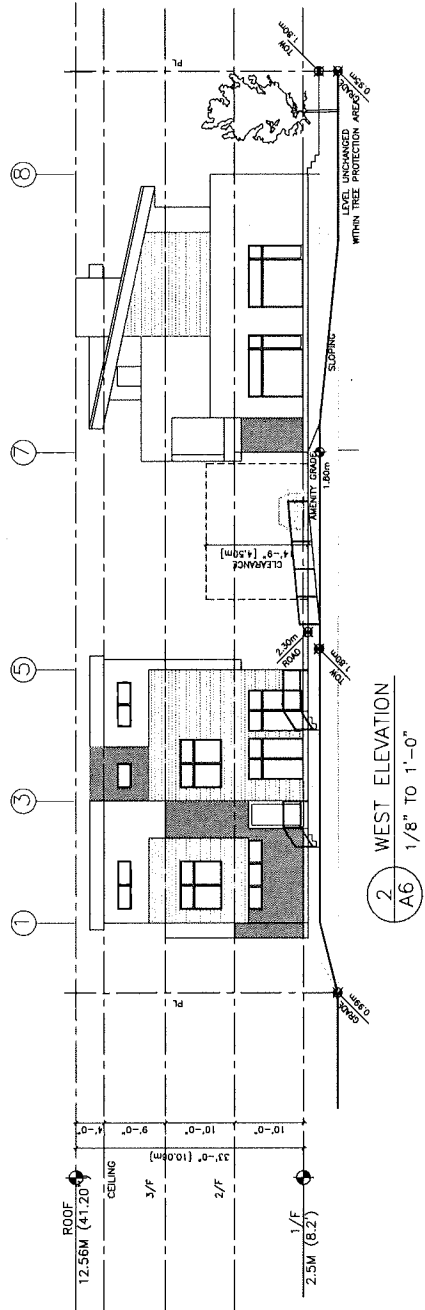 ROOF
12.56M (41.20')
CEILING
3/F
2/F
1/F
2.5M (8.2')
4'-0"
9'-0"
10'-0"
10'-0"
33'-0" [10.06m]
PL
GRADE
0.99m
1
3
5
7
8
2.30m
ROAD
TOW
1.80m
CLEARANCE
14'-9" [4.50m]
AMENITY GRADE
1.80m
SLOPING
LEVEL UNCHANGED
WITHIN TREE PROTECTION AREA
PL
TOW
1.80m
GRADE
0.95m
2
A6
WEST ELEVATION
1/8" TO 1'-0"